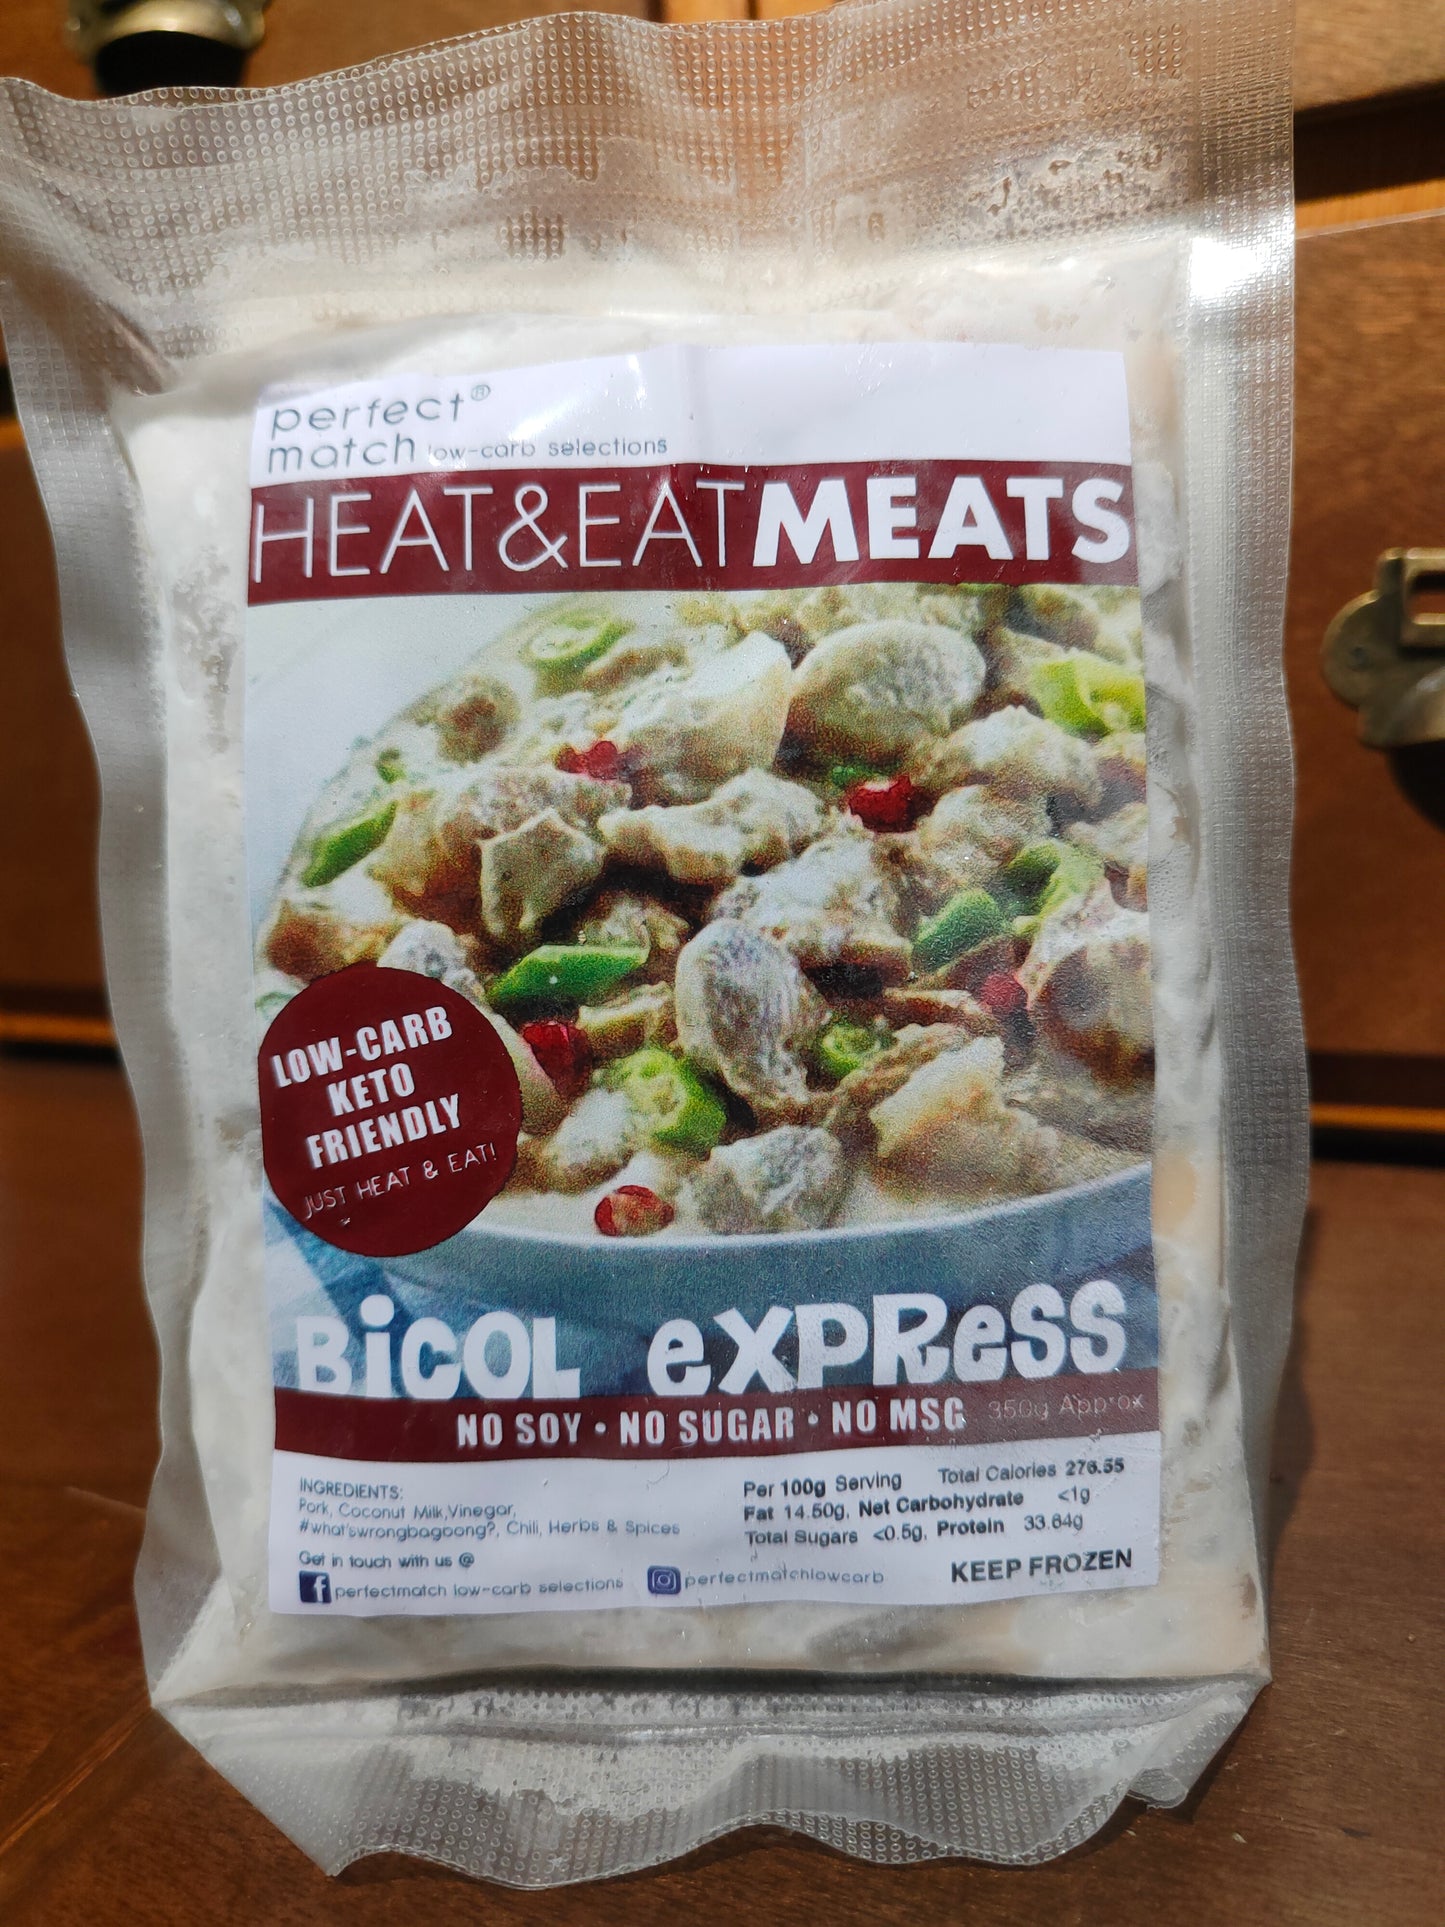 perfect®
match low-carb selections
HEAT&EATMEATS
LOW-CARB
KETO
FRIENDLY
JUST HEAT & EAT!
BiCOL eXPReSS
NO SOY • NO SUGAR • NO MSG 350g Approx
INGREDIENTS:
Pork, Coconut Milk,Vinegar,
#what'swrongbagoong?, Chili, Herbs & Spices
Get in touch with us @
perfectmatch low-carb selections
perfectmatchlowcarb
Per 100g Serving Total Calories 276.55
Fat 14.50g, Net Carbohydrate <1g
Total Sugars <0.5g, Protein 33.64g
KEEP FROZEN